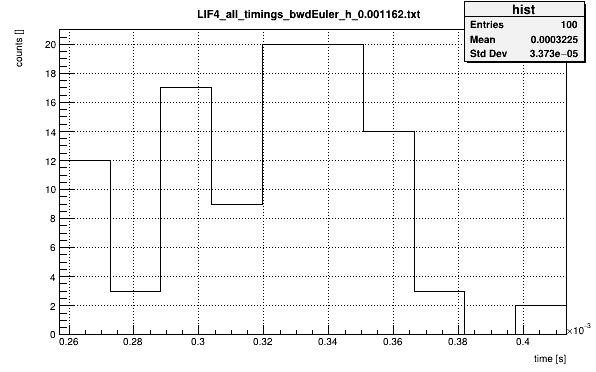 LIF4_all_timings_bwdEuler_h_0.001162.txt
hist
Entries 100
Mean 0.0003225
Std Dev 3.373e−05
counts []
20
18
16
14
12
10
8
6
4
2
0
0.26 0.28 0.3 0.32 0.34 0.36 0.38 0.4
×10⁻³
time [s]